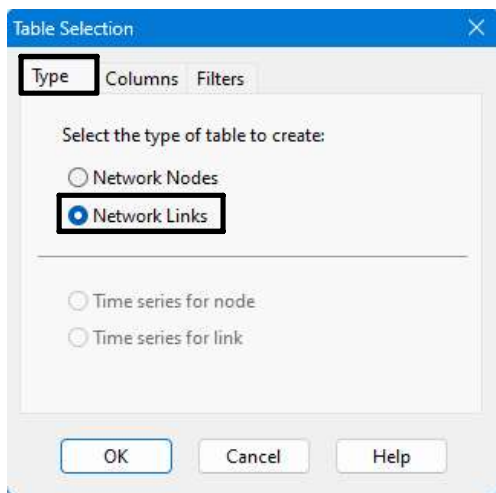 Table Selection
Type Columns Filters
Select the type of table to create:
Network Nodes
Network Links
Time series for node
Time series for link
OK Cancel Help